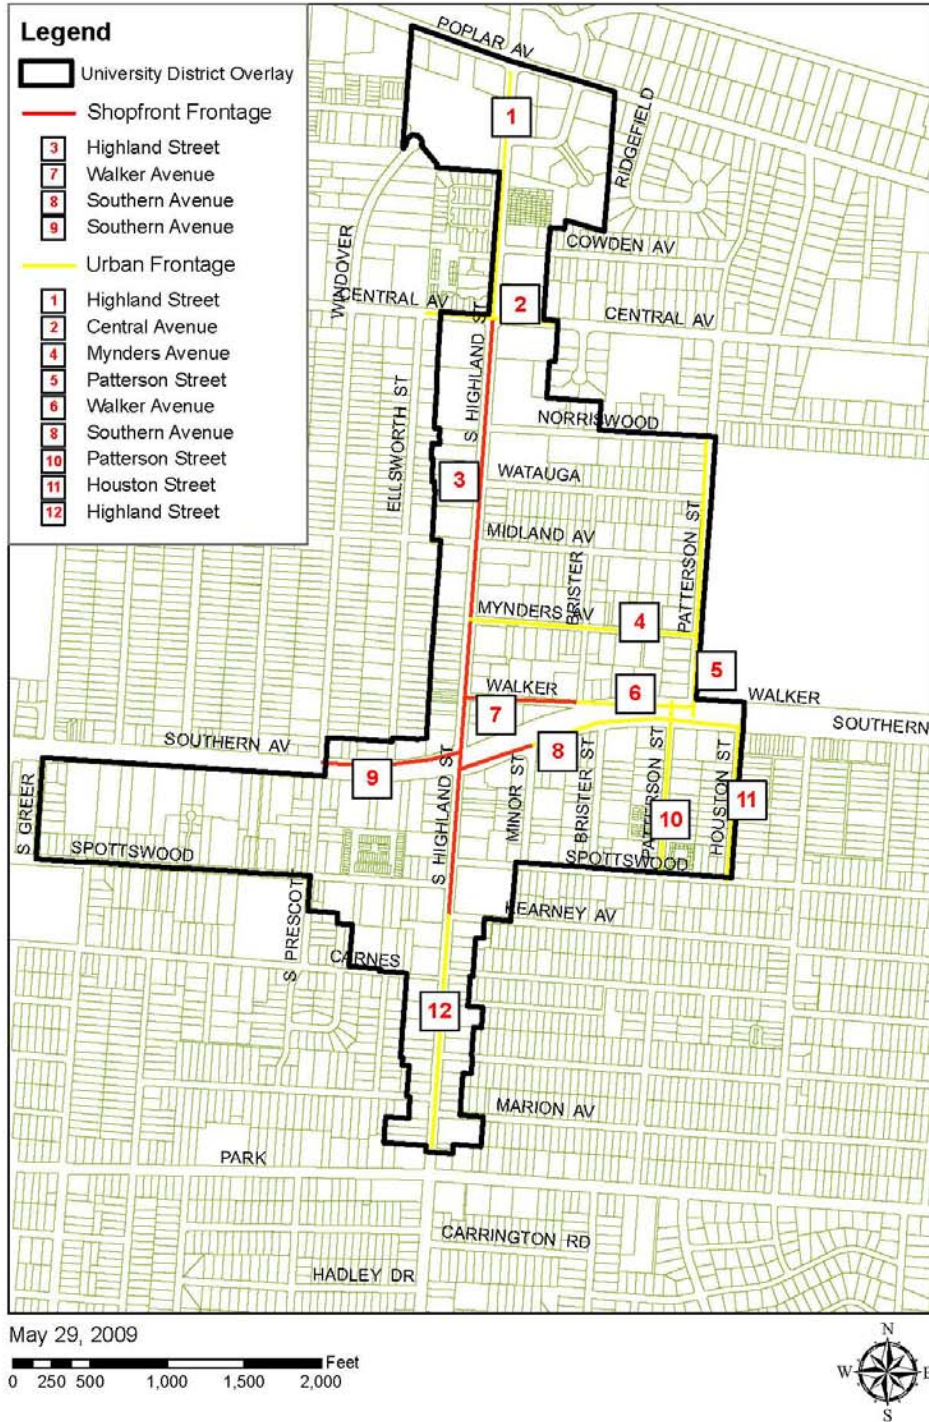 Legend
University District Overlay
Shopfront Frontage
3 Highland Street
7 Walker Avenue
8 Southern Avenue
9 Southern Avenue
Urban Frontage
1 Highland Street
2 Central Avenue
4 Mynders Avenue
5 Patterson Street
6 Walker Avenue
8 Southern Avenue
10 Patterson Street
11 Houston Street
12 Highland Street
POPLAR AV
1
RIDGEFIELD
WINDOVER
COWDEN AV
CENTRAL AV
2
CENTRAL AV
S HIGHLAND ST
ELLSWORTH ST
NORRISWOOD
3
WATAUGA
MIDLAND AV
BRISTER
PATTERSON ST
MYNDERS AV
4
5
WALKER
6
WALKER
7
SOUTHERN
SOUTHERN AV
8
9
S HIGHLAND ST
MINOR ST
BRISTER ST
PATTERSON ST
HOUSTON ST
10
11
S GREER
SPOTTSWOOD
SPOTTSWOOD
S PRESCOTT
KEARNEY AV
CARNES
12
MARION AV
PARK
CARRINGTON RD
HADLEY DR
May 29, 2009
Feet
0 250 500 1,000 1,500 2,000
N
W E
S